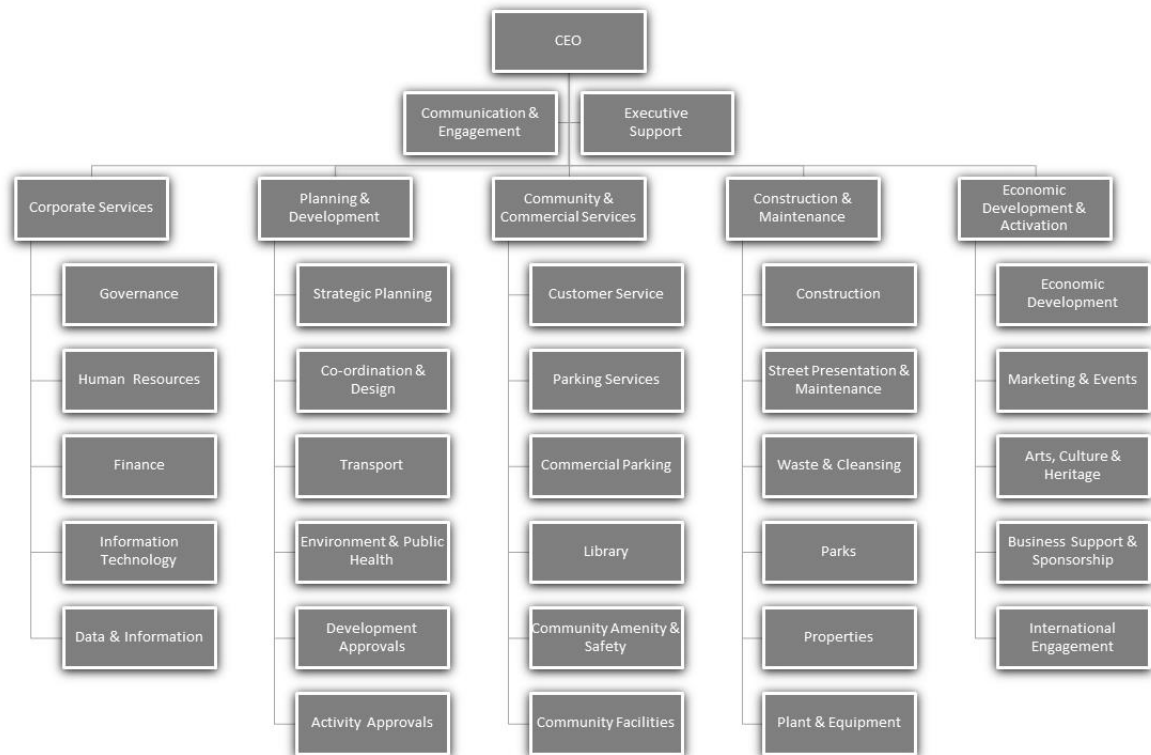 CEO
Communication &
Engagement
Executive
Support
Corporate Services
Planning &
Development
Community &
Commercial Services
Construction &
Maintenance
Economic
Development &
Activation
Governance
Human Resources
Finance
Information
Technology
Data & Information
Strategic Planning
Co-ordination &
Design
Transport
Environment & Public
Health
Development
Approvals
Activity Approvals
Customer Service
Parking Services
Commercial Parking
Library
Community Amenity &
Safety
Community Facilities
Construction
Street Presentation &
Maintenance
Waste & Cleansing
Parks
Properties
Plant & Equipment
Economic
Development
Marketing & Events
Arts, Culture &
Heritage
Business Support &
Sponsorship
International
Engagement